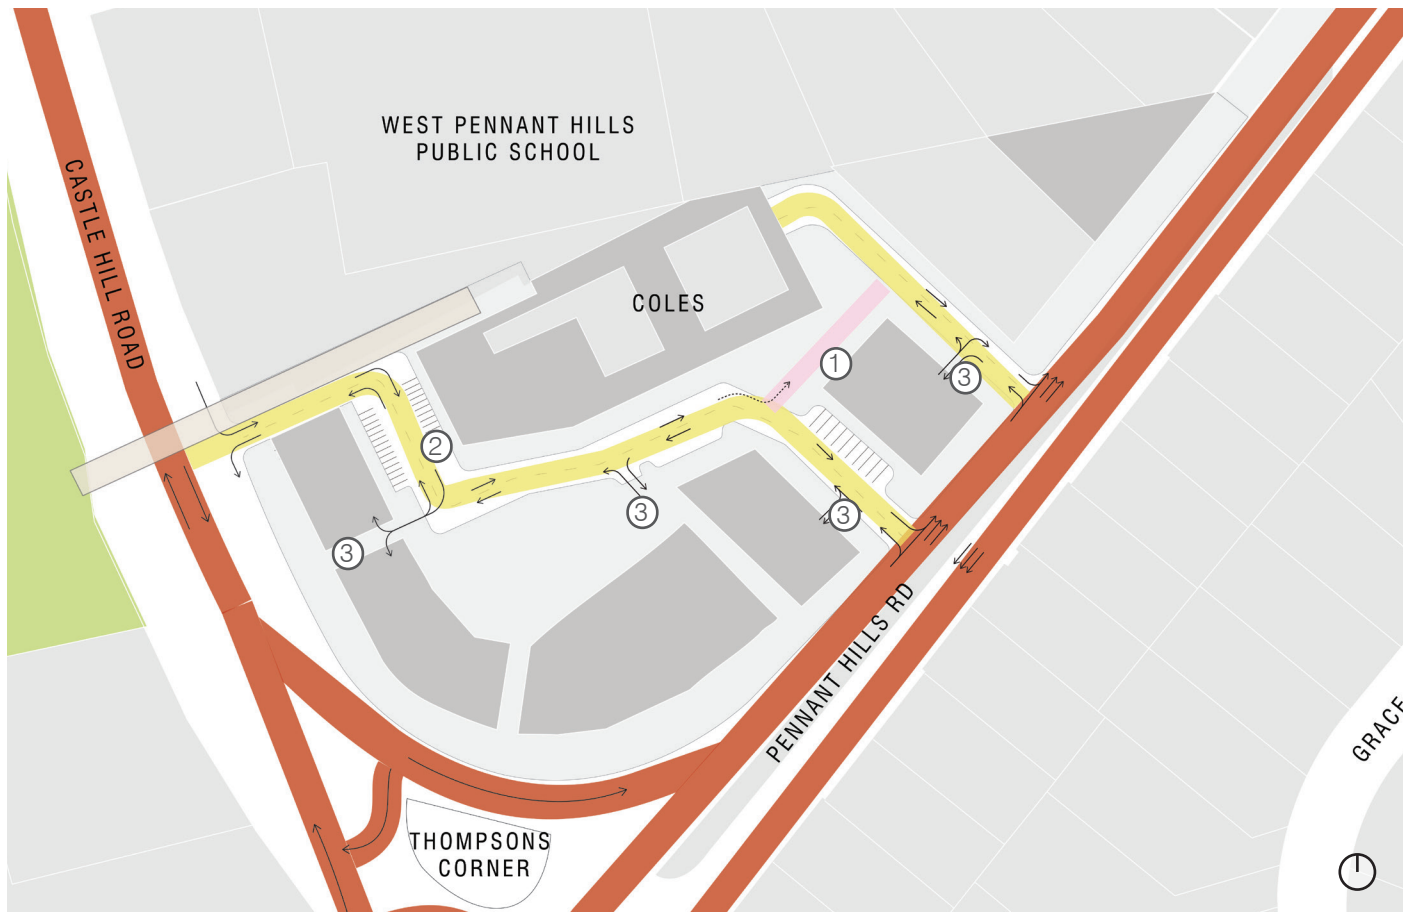 WEST PENNANT HILLS
PUBLIC SCHOOL
CASTLE HILL ROAD
COLES
1
3
2
3
3
3
PENNANT HILLS RD
GRACE
THOMPSONS
CORNER